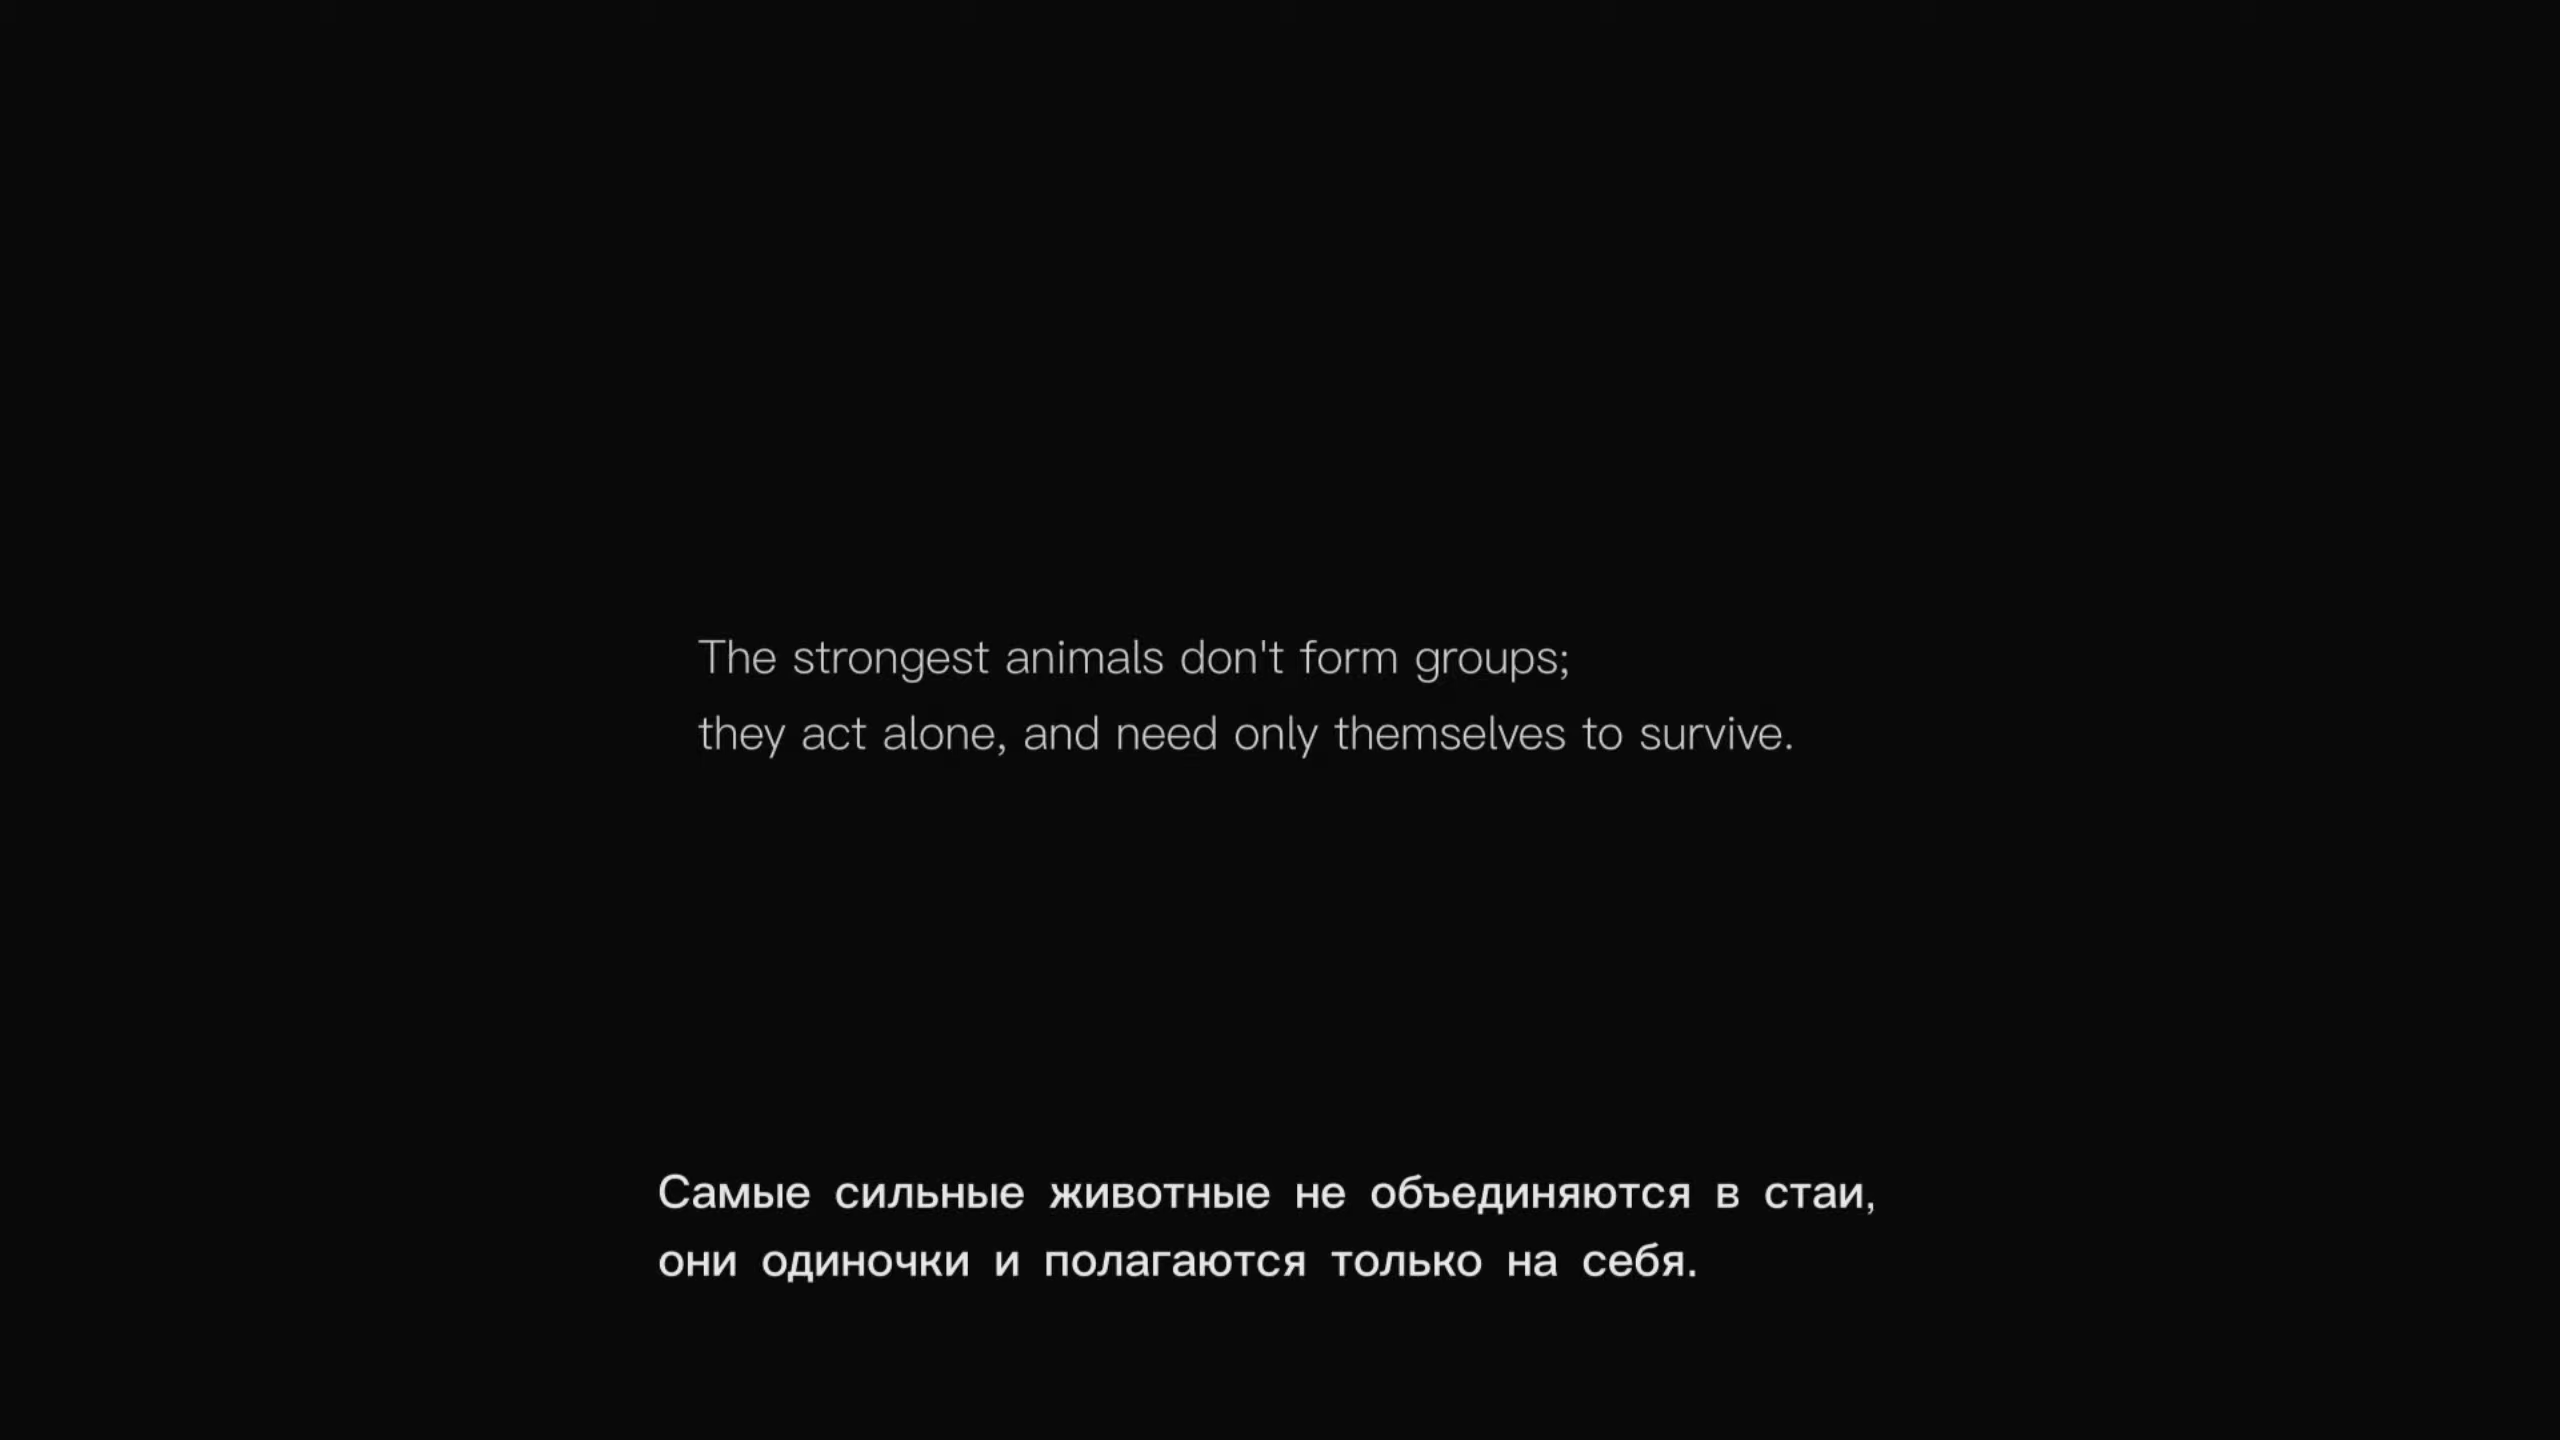 The strongest animals don't form groups;
they act alone, and need only themselves to survive.
Самые сильные животные не объединяются в стаи,
они одиночки и полагаются только на себя.